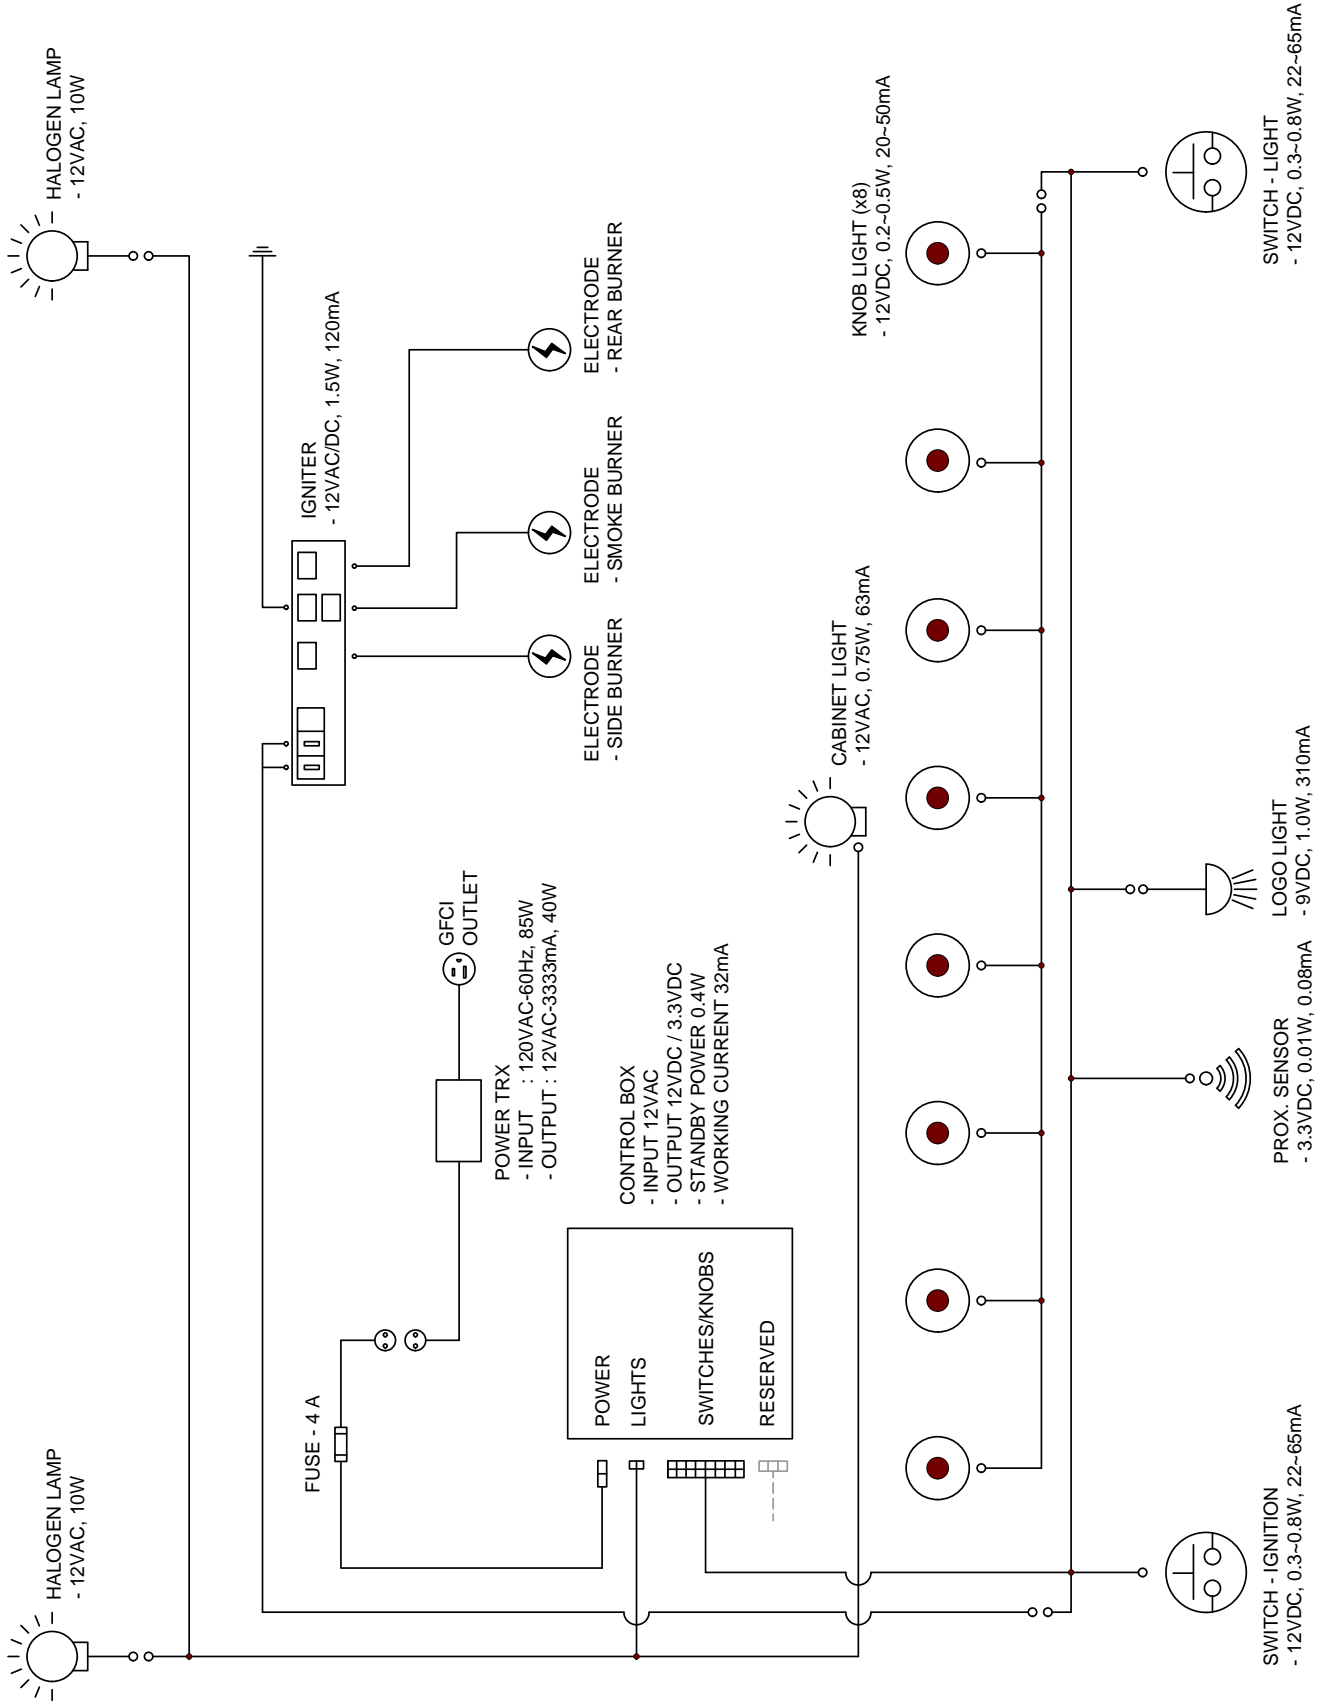 HALOGEN LAMP
- 12VAC, 10W
HALOGEN LAMP
- 12VAC, 10W
FUSE - 4 A
GFCI
OUTLET
POWER TRX
- INPUT : 120VAC-60Hz, 85W
- OUTPUT : 12VAC-3333mA, 40W
IGNITER
- 12VAC/DC, 1.5W, 120mA
ELECTRODE
- SIDE BURNER
ELECTRODE
- SMOKE BURNER
ELECTRODE
- REAR BURNER
POWER
LIGHTS
SWITCHES/KNOBS
RESERVED
CONTROL BOX
- INPUT 12VAC
- OUTPUT 12VDC / 3.3VDC
- STANDBY POWER 0.4W
- WORKING CURRENT 32mA
CABINET LIGHT
- 12VAC, 0.75W, 63mA
KNOB LIGHT (x8)
- 12VDC, 0.2~0.5W, 20~50mA
SWITCH - IGNITION
- 12VDC, 0.3~0.8W, 22~65mA
PROX. SENSOR
- 3.3VDC, 0.01W, 0.08mA
LOGO LIGHT
- 9VDC, 1.0W, 310mA
SWITCH - LIGHT
- 12VDC, 0.3~0.8W, 22~65mA